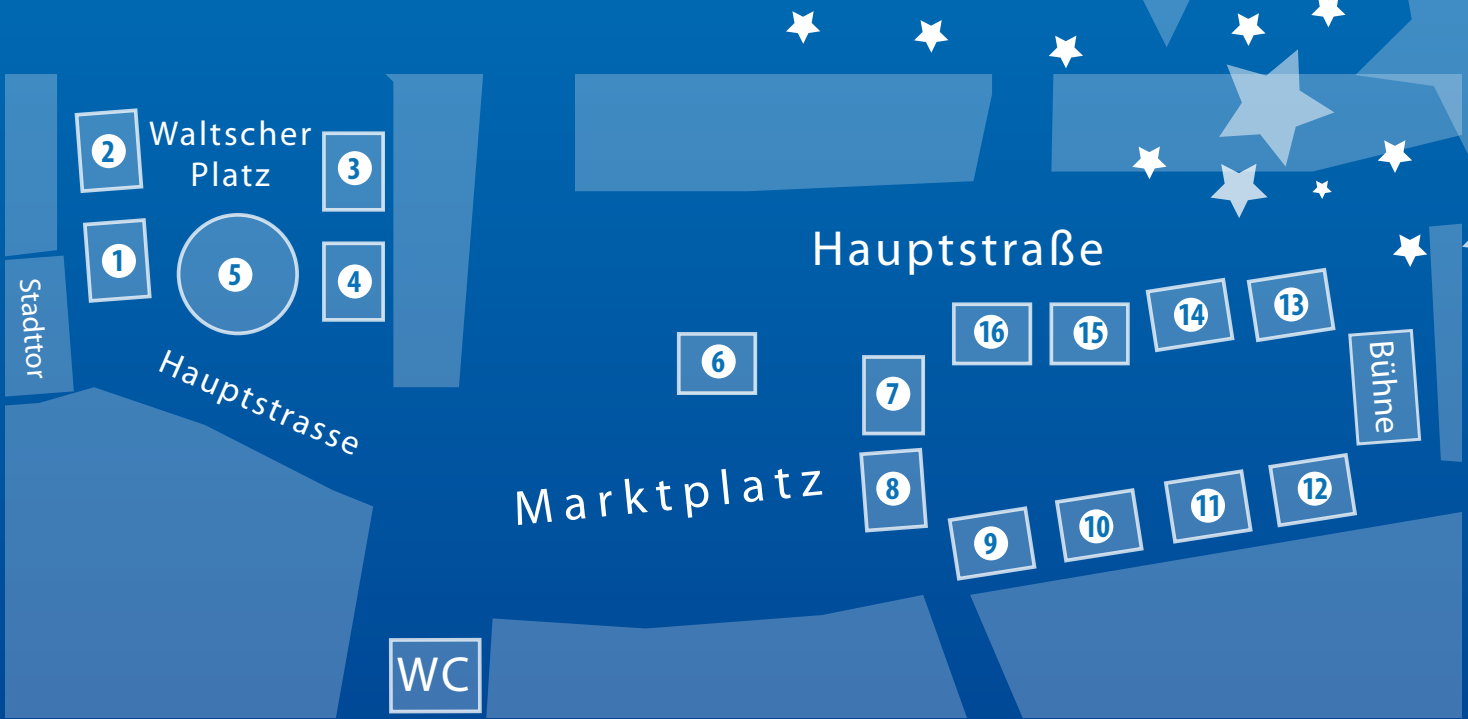 2
Waltscher
Platz
3
1
5
4
Stadttor
Hauptstrasse
Hauptstraße
6
7
16
15
14
13
Bühne
Marktplatz
8
9
10
11
12
WC